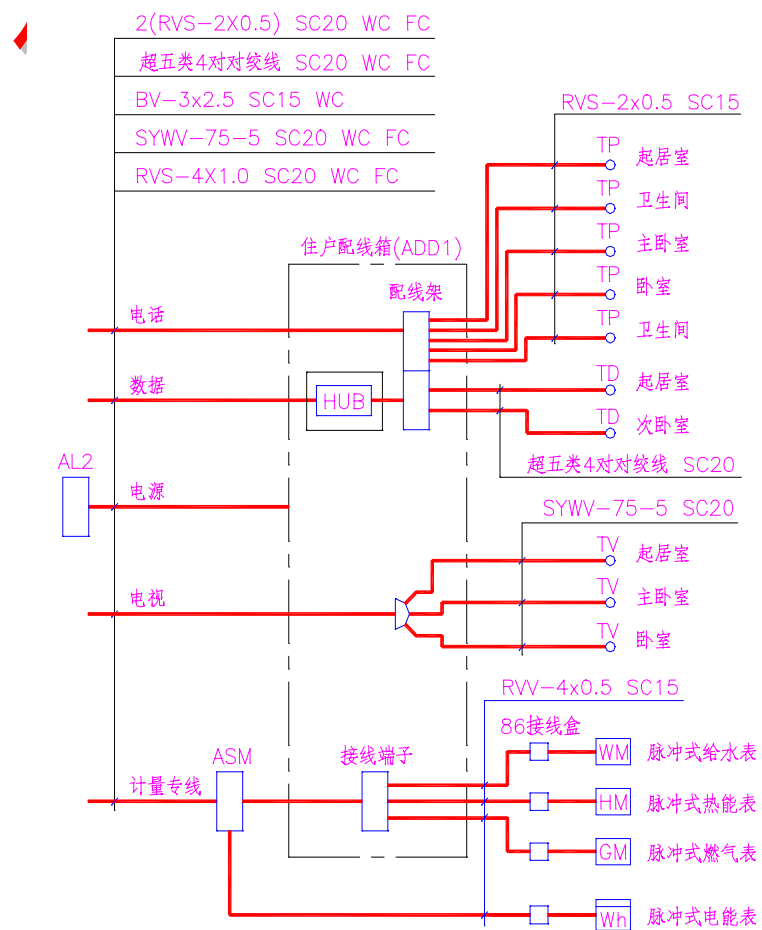 2(RVS-2X0.5) SC20 WC FC
超五类4对对绞线 SC20 WC FC
BV-3x2.5 SC15 WC
SYWV-75-5 SC20 WC FC
RVS-4X1.0 SC20 WC FC
RVS-2x0.5 SC15
TP 起居室
TP 卫生间
TP 主卧室
TP 卧室
TP 卫生间
住户配线箱(ADD1)
配线架
电话
数据
HUB
TD 起居室
TD 次卧室
超五类4对对绞线 SC20
AL2
电源
SYWV-75-5 SC20
TV 起居室
TV 主卧室
TV 卧室
电视
RVV-4x0.5 SC15
86接线盒
ASM
接线端子
计量专线
WM 脉冲式给水表
HM 脉冲式热能表
GM 脉冲式燃气表
Wh 脉冲式电能表